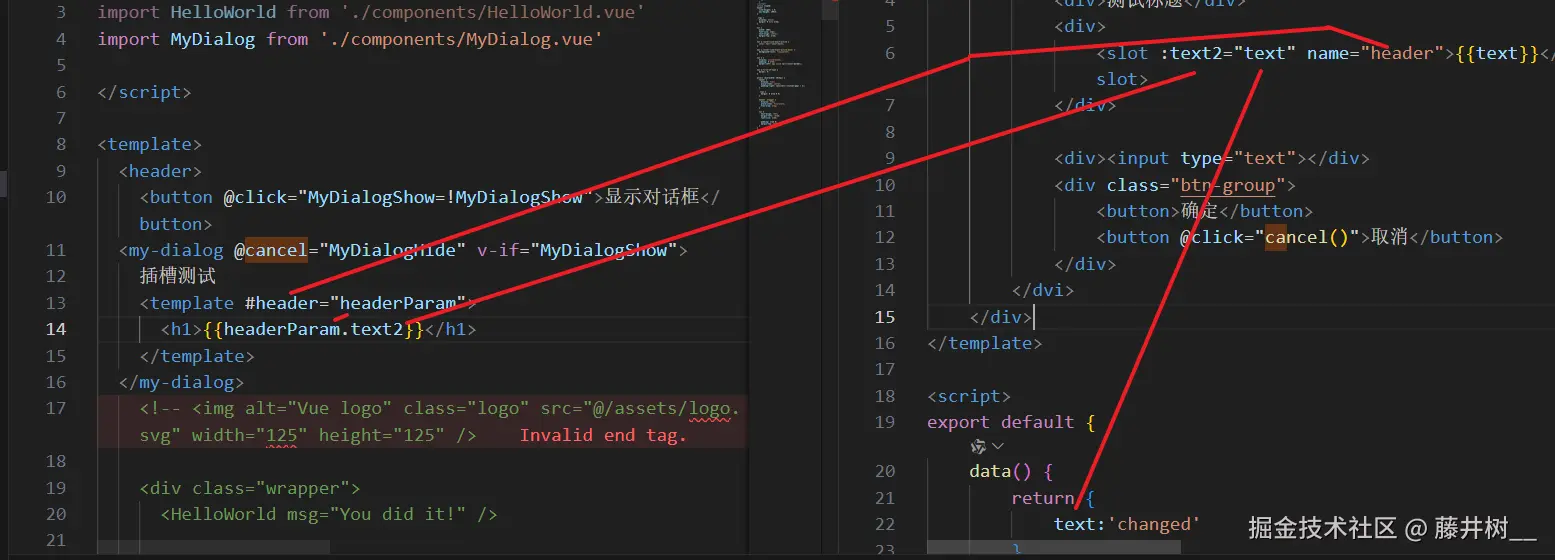 3 import HelloWorld from './components/HelloWorld.vue'
4 import MyDialog from './components/MyDialog.vue'
5
6 </script>
7
8 <template>
9 <header>
10 <button @click="MyDialogShow=!MyDialogShow">显示对话框</
button>
11 <my-dialog @cancel="MyDialogHide" v-if="MyDialogShow">
12 插槽测试
13 <template #header="headerParam">
14 <h1>{{headerParam.text2}}</h1>
15 </template>
16 </my-dialog>
17 <!-- <img alt="Vue logo" class="logo" src="@/assets/logo.
svg" width="125" height="125" /> Invalid end tag.
18
19 <div class="wrapper">
20 <HelloWorld msg="You did it!" />
21
4 <div>测试标题</div>
5 <div>
6 <slot :text2="text" name="header">{{text}}</
slot>
7 </div>
8
9 <div><input type="text"></div>
10 <div class="btn-group">
11 <button>确定</button>
12 <button @click="cancel()">取消</button>
13 </div>
14 </dvi>
15 </div>
16 </template>
17
18 <script>
19 export default {
20 data() {
21 return {
22 text:'changed'
23 }
掘金技术社区 @ 藤井树__